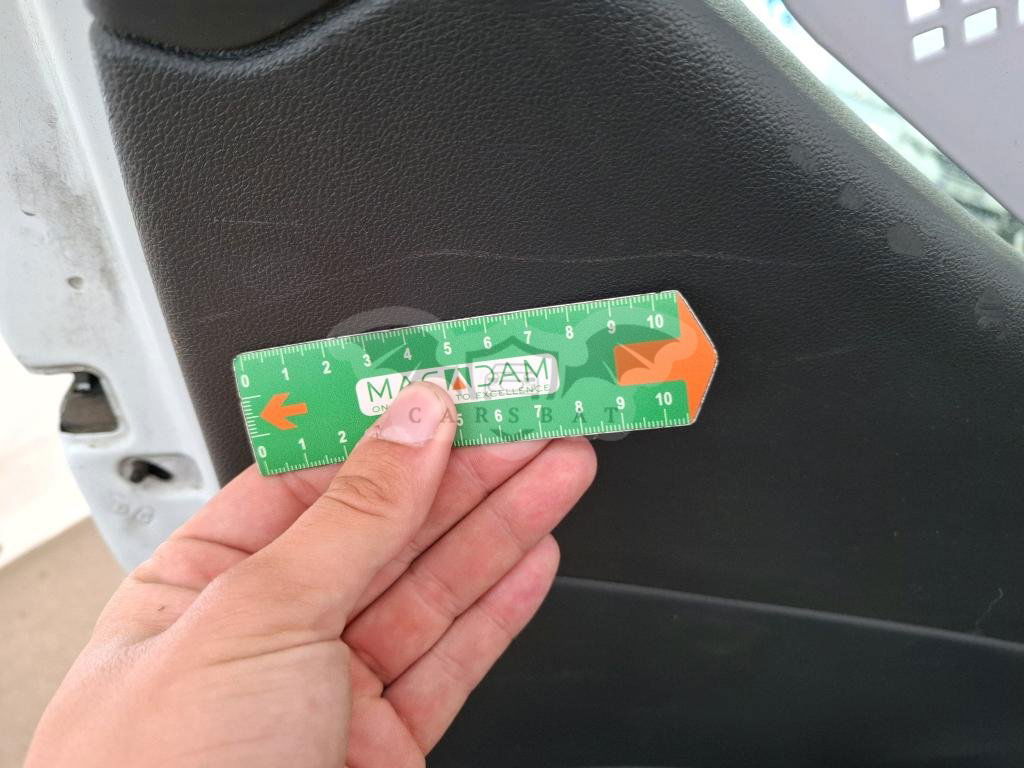 0 1 2 3 4 5 6 7 8 9 10
MACADAM
TO EXCELLENCE
CARSBAT
0 1 2 5 6 7 8 9 10